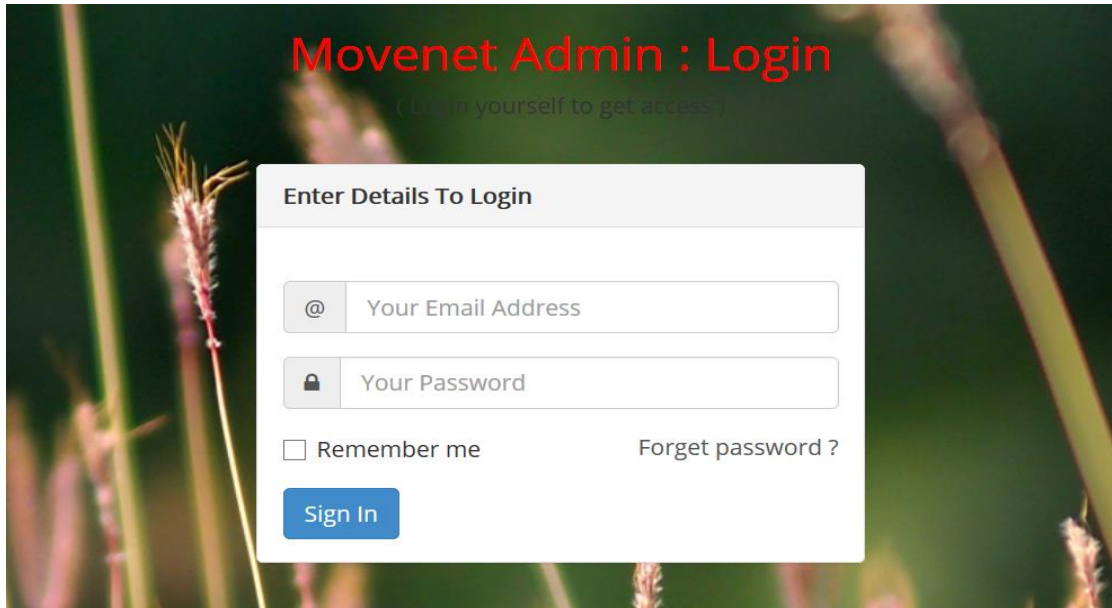 Movenet Admin : Login
( Login yourself to get access )
Enter Details To Login
@ Your Email Address
Your Password
Remember me Forget password ?
Sign In